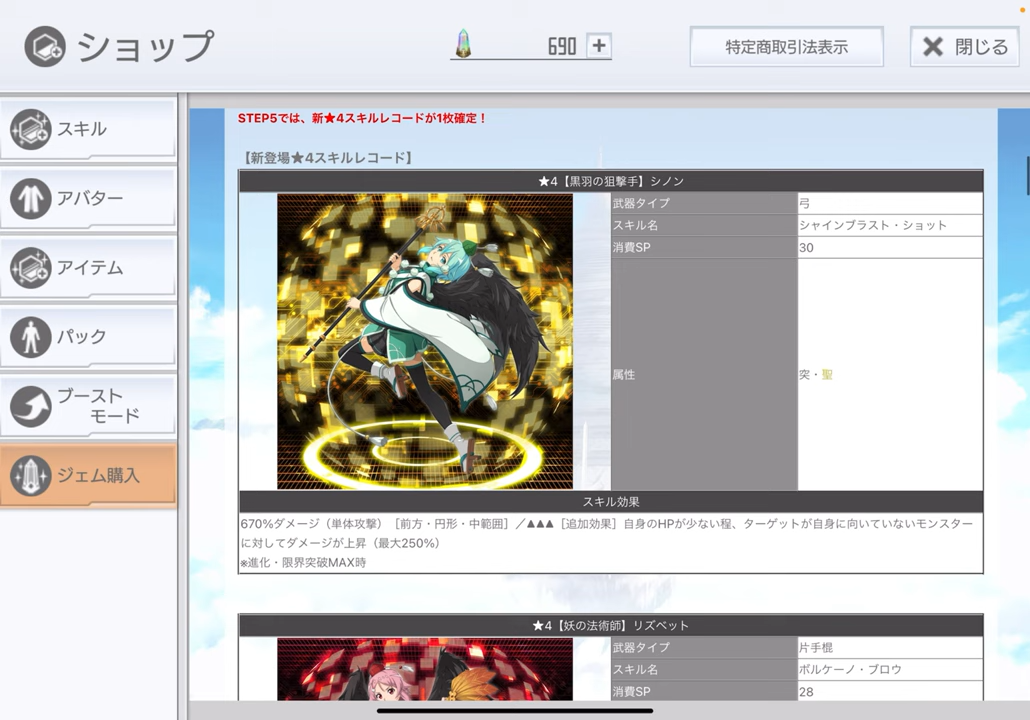 ショップ
690
特定商取引法表示
閉じる
スキル
アバター
アイテム
パック
ブースト
モード
ジェム購入
STEP5では、新★4スキルレコードが1枚確定！
【新登場★4スキルレコード】
★4【黒羽の狙撃手】シノン
武器タイプ 弓
スキル名 シャインブラスト・ショット
消費SP 30
属性 突・聖
スキル効果
670%ダメージ（単体攻撃）［前方・円形・中範囲］／▲▲▲［追加効果］自身のHPが少ない程、ターゲットが自身に向いていないモンスター
に対してダメージが上昇（最大250%）
※進化・限界突破MAX時
★4【妖の法術師】リズベット
武器タイプ 片手棍
スキル名 ボルケーノ・ブロウ
消費SP 28